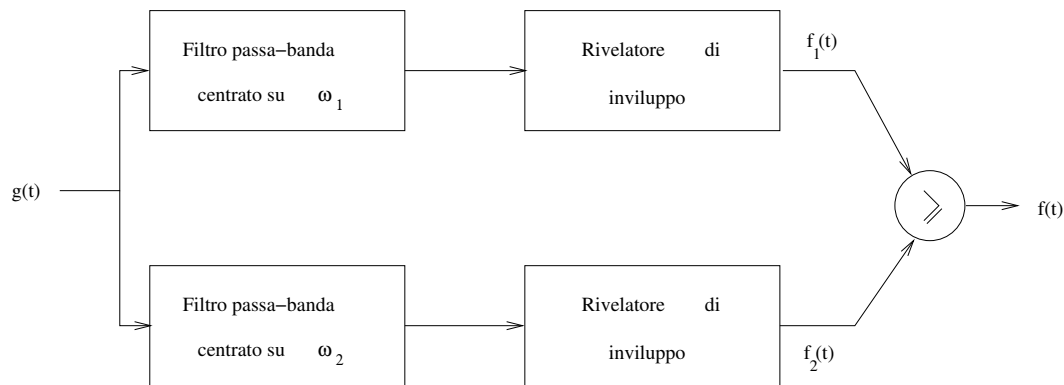 Filtro passa−banda
centrato su ω1
Rivelatore di
inviluppo
f1(t)
g(t)
⩾
f(t)
Filtro passa−banda
centrato su ω2
Rivelatore di
inviluppo
f2(t)